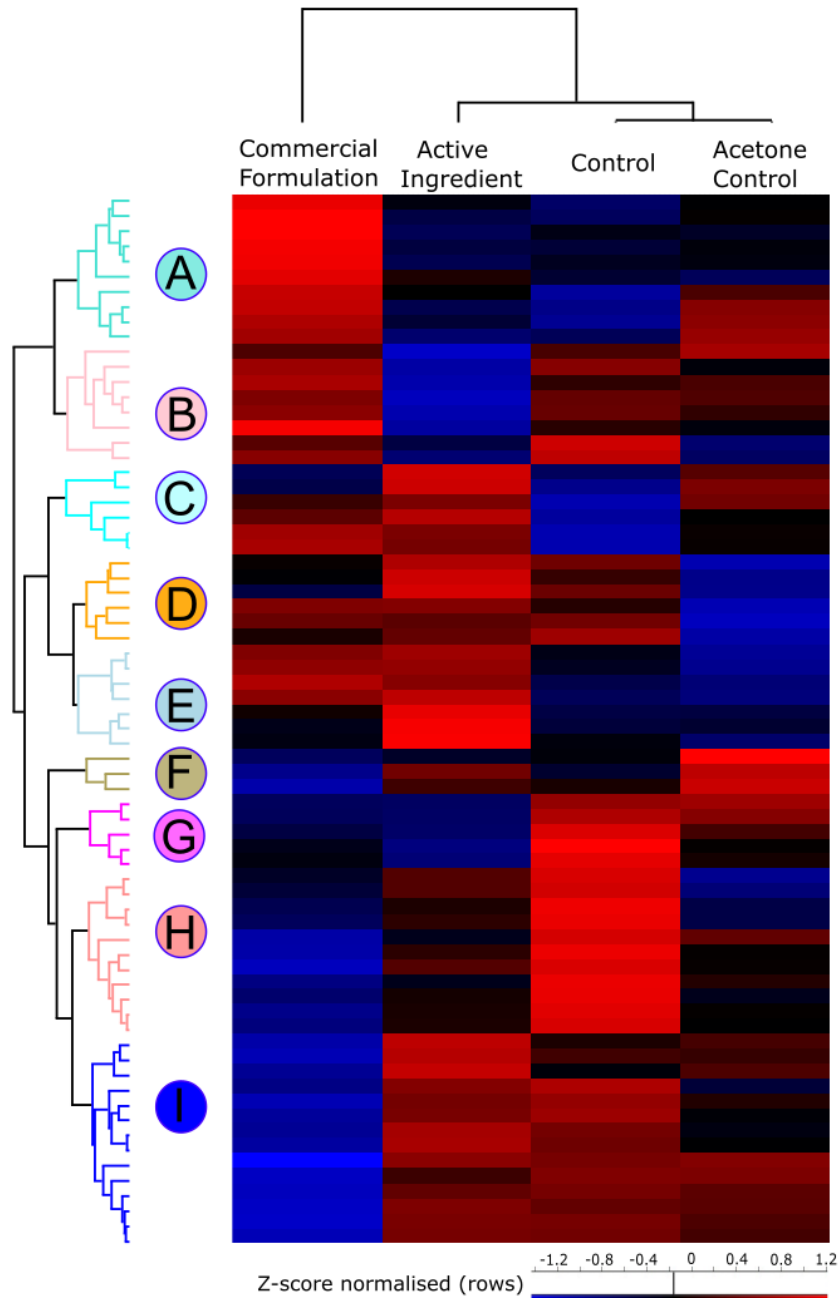 Commercial
Formulation
Active
Ingredient
Control
Acetone
Control
A
B
C
D
E
F
G
H
I
-1.2 -0.8 -0.4 0 0.4 0.8 1.2
Z-score normalised (rows)